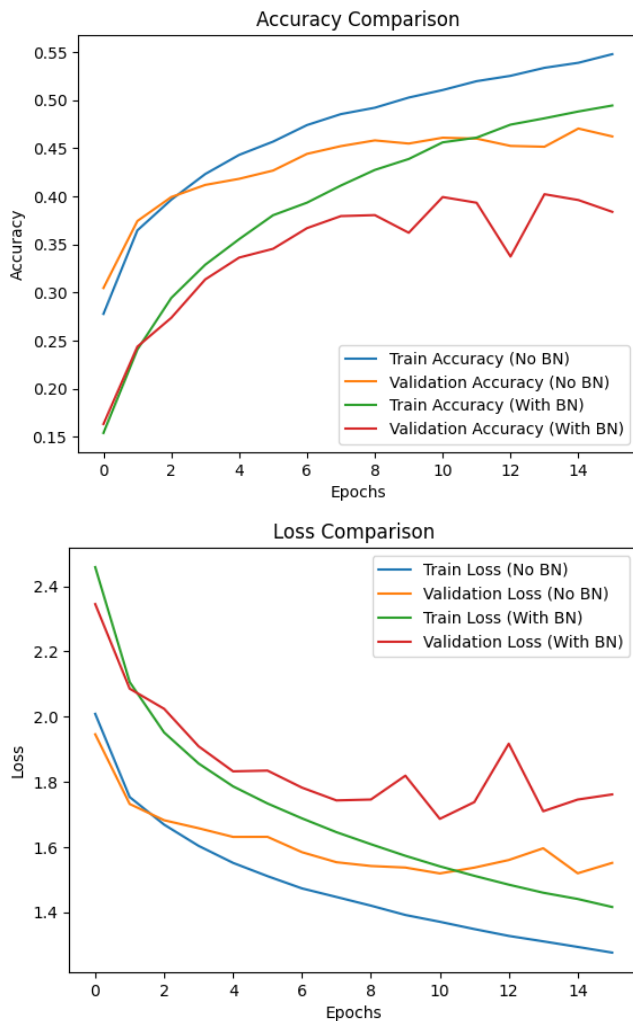 Accuracy Comparison
0.55
0.50
0.45
0.40
0.35
0.30
0.25
0.20
0.15
Accuracy
Train Accuracy (No BN)
Validation Accuracy (No BN)
Train Accuracy (With BN)
Validation Accuracy (With BN)
0 2 4 6 8 10 12 14
Epochs
Loss Comparison
2.4
2.2
2.0
1.8
1.6
1.4
Loss
Train Loss (No BN)
Validation Loss (No BN)
Train Loss (With BN)
Validation Loss (With BN)
0 2 4 6 8 10 12 14
Epochs